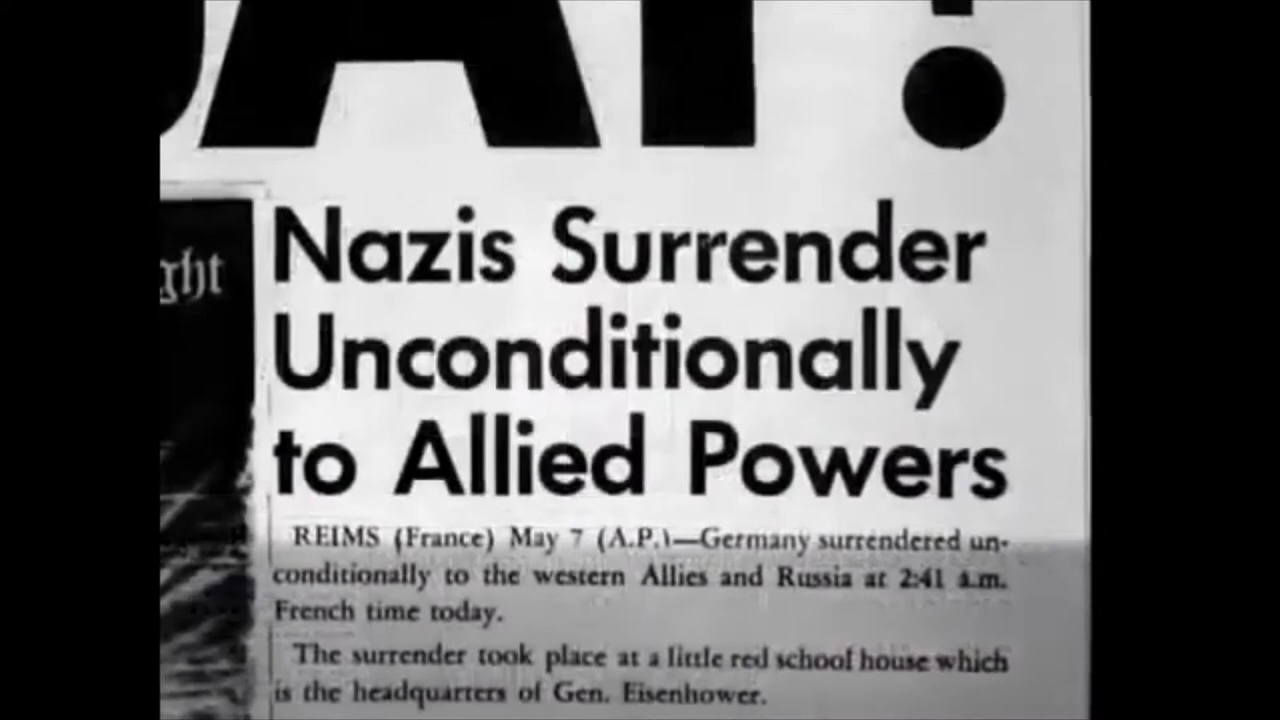 AY!
ght
Nazis Surrender
Unconditionally
to Allied Powers
REIMS (France) May 7 (A.P.)—Germany surrendered un-
conditionally to the western Allies and Russia at 2:41 a.m.
French time today.
The surrender took place at a little red school house which
is the headquarters of Gen. Eisenhower.